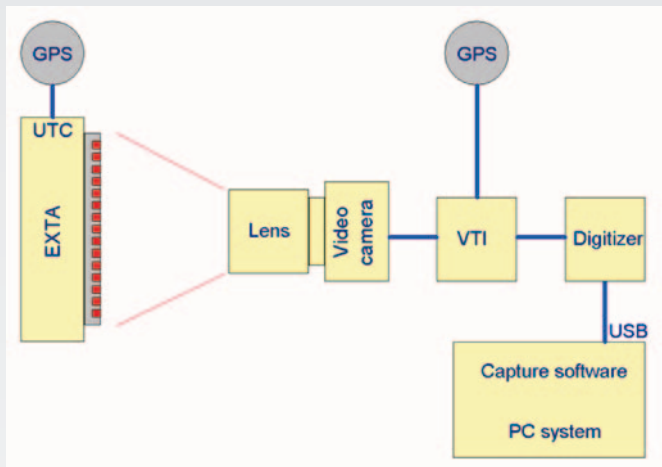 GPS
GPS
UTC
EXTA
Lens
Video
camera
VTI
Digitizer
USB
Capture software
PC system